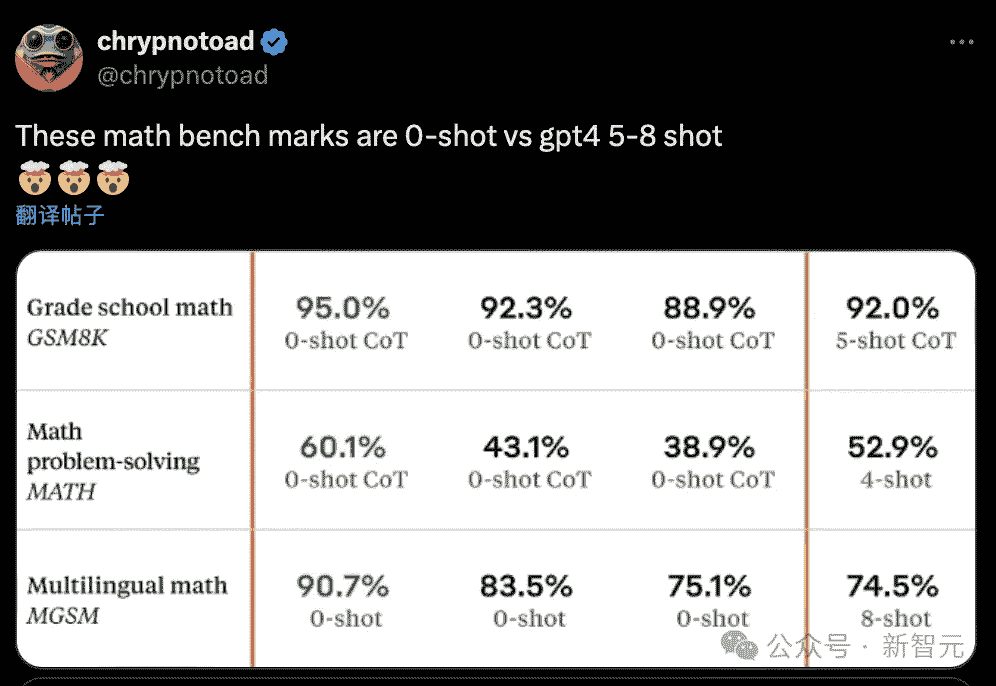 chrypnotoad
@chrypnotoad
These math bench marks are 0-shot vs gpt4 5-8 shot
🤯🤯🤯
翻译帖子
Grade school math
GSM8K
95.0%
0-shot CoT
92.3%
0-shot CoT
88.9%
0-shot CoT
92.0%
5-shot CoT
Math
problem-solving
MATH
60.1%
0-shot CoT
43.1%
0-shot CoT
38.9%
0-shot CoT
52.9%
4-shot
Multilingual math
MGSM
90.7%
0-shot
83.5%
0-shot
75.1%
0-shot
74.5%
8-shot
公众号 · 新智元